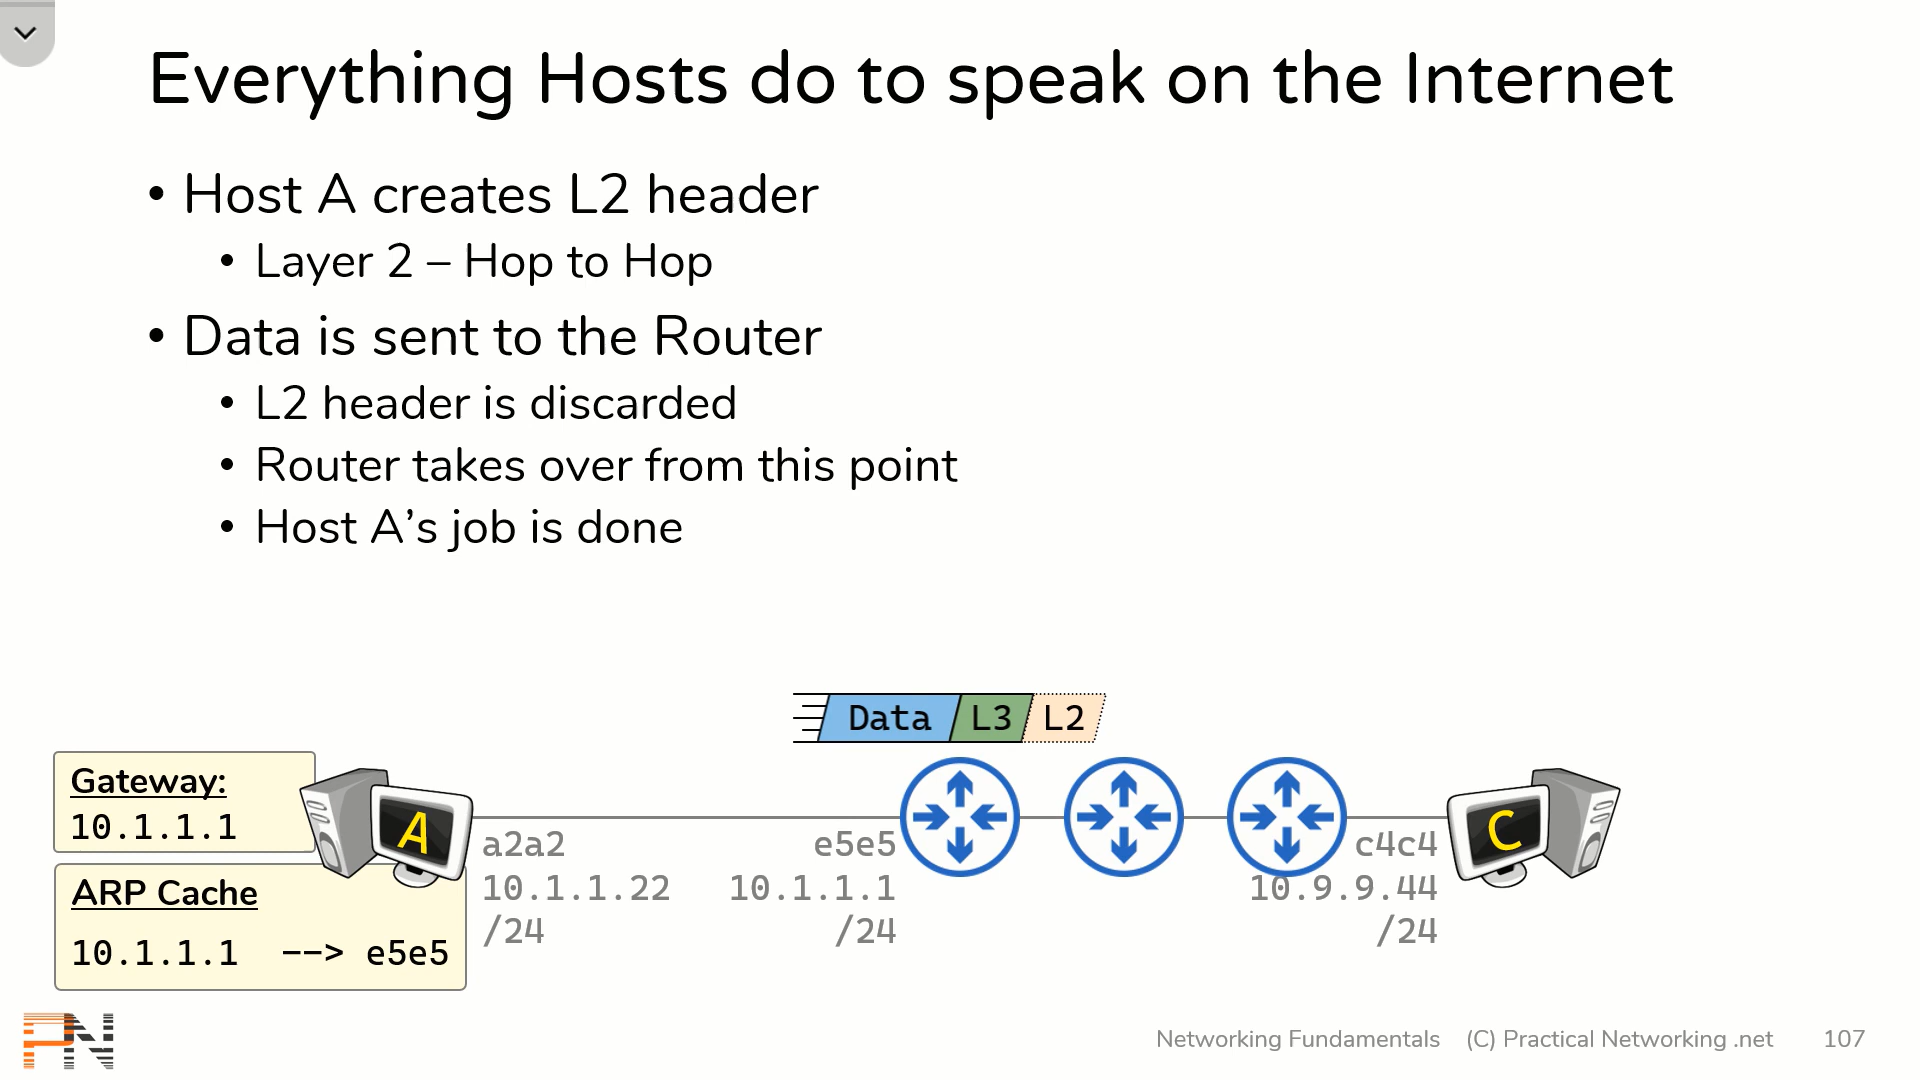 Everything Hosts do to speak on the Internet
• Host A creates L2 header
• Layer 2 – Hop to Hop
• Data is sent to the Router
• L2 header is discarded
• Router takes over from this point
• Host A’s job is done
Data L3 L2
Gateway:
10.1.1.1
ARP Cache
10.1.1.1 --> e5e5
A
a2a2
10.1.1.22
/24
e5e5
10.1.1.1
/24
c4c4
10.9.9.44
/24
C
PN
Networking Fundamentals (C) Practical Networking .net 107